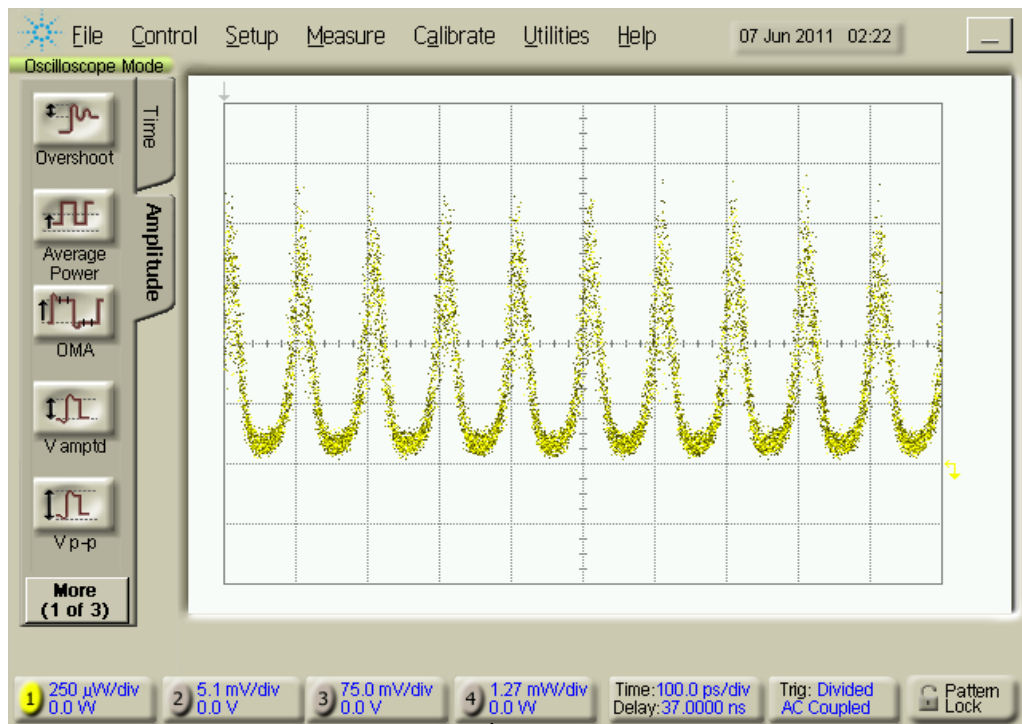 File Control Setup Measure Calibrate Utilities Help 07 Jun 2011 02:22
Oscilloscope Mode
Time
Amplitude
Overshoot
Average
Power
OMA
V amptd
V p-p
More
(1 of 3)
1 250 µW/div
0.0 W
2 5.1 mV/div
0.0 V
3 75.0 mV/div
0.0 V
4 1.27 mW/div
0.0 W
Time:100.0 ps/div
Delay:37.0000 ns
Trig: Divided
AC Coupled
Pattern
Lock